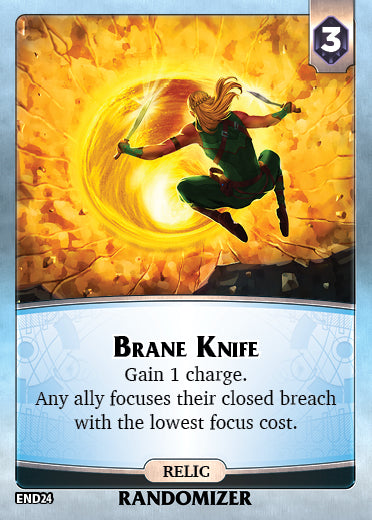 3
Brane Knife
Gain 1 charge.
Any ally focuses their closed breach
with the lowest focus cost.
RELIC
END24
RANDOMIZER